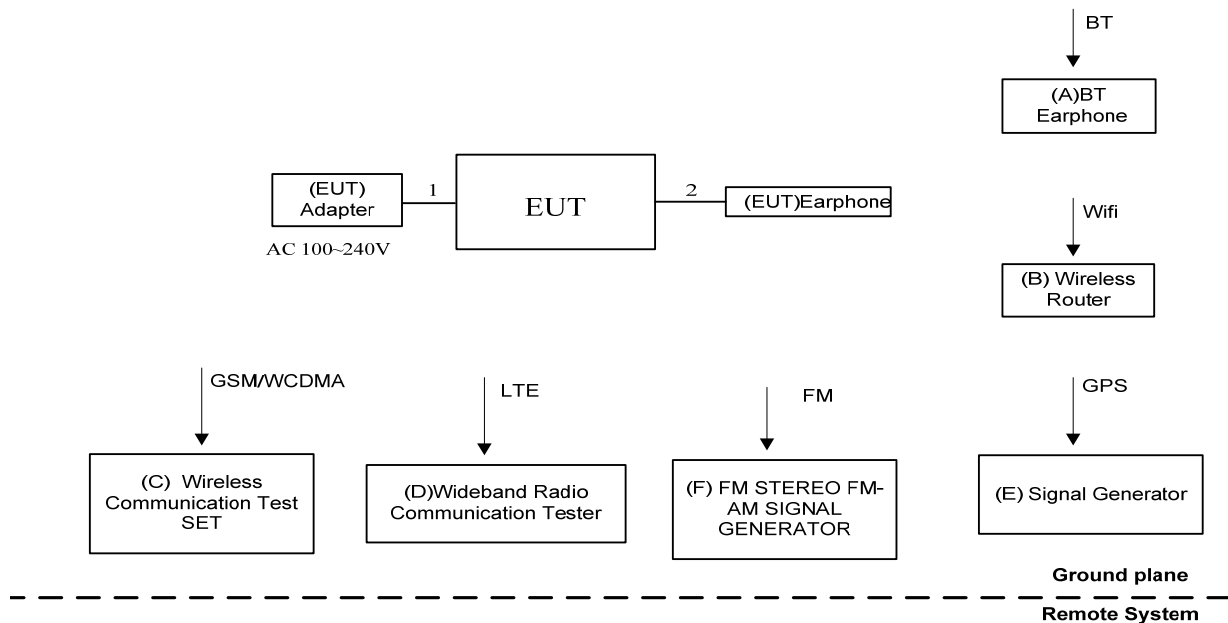 BT
(A)BT
Earphone
(EUT)
Adapter
1
EUT
2
(EUT)Earphone
AC 100~240V
Wifi
(B) Wireless
Router
GSM/WCDMA
LTE
FM
GPS
(C) Wireless
Communication Test
SET
(D)Wideband Radio
Communication Tester
(F) FM STEREO FM-
AM SIGNAL
GENERATOR
(E) Signal Generator
Ground plane
Remote System